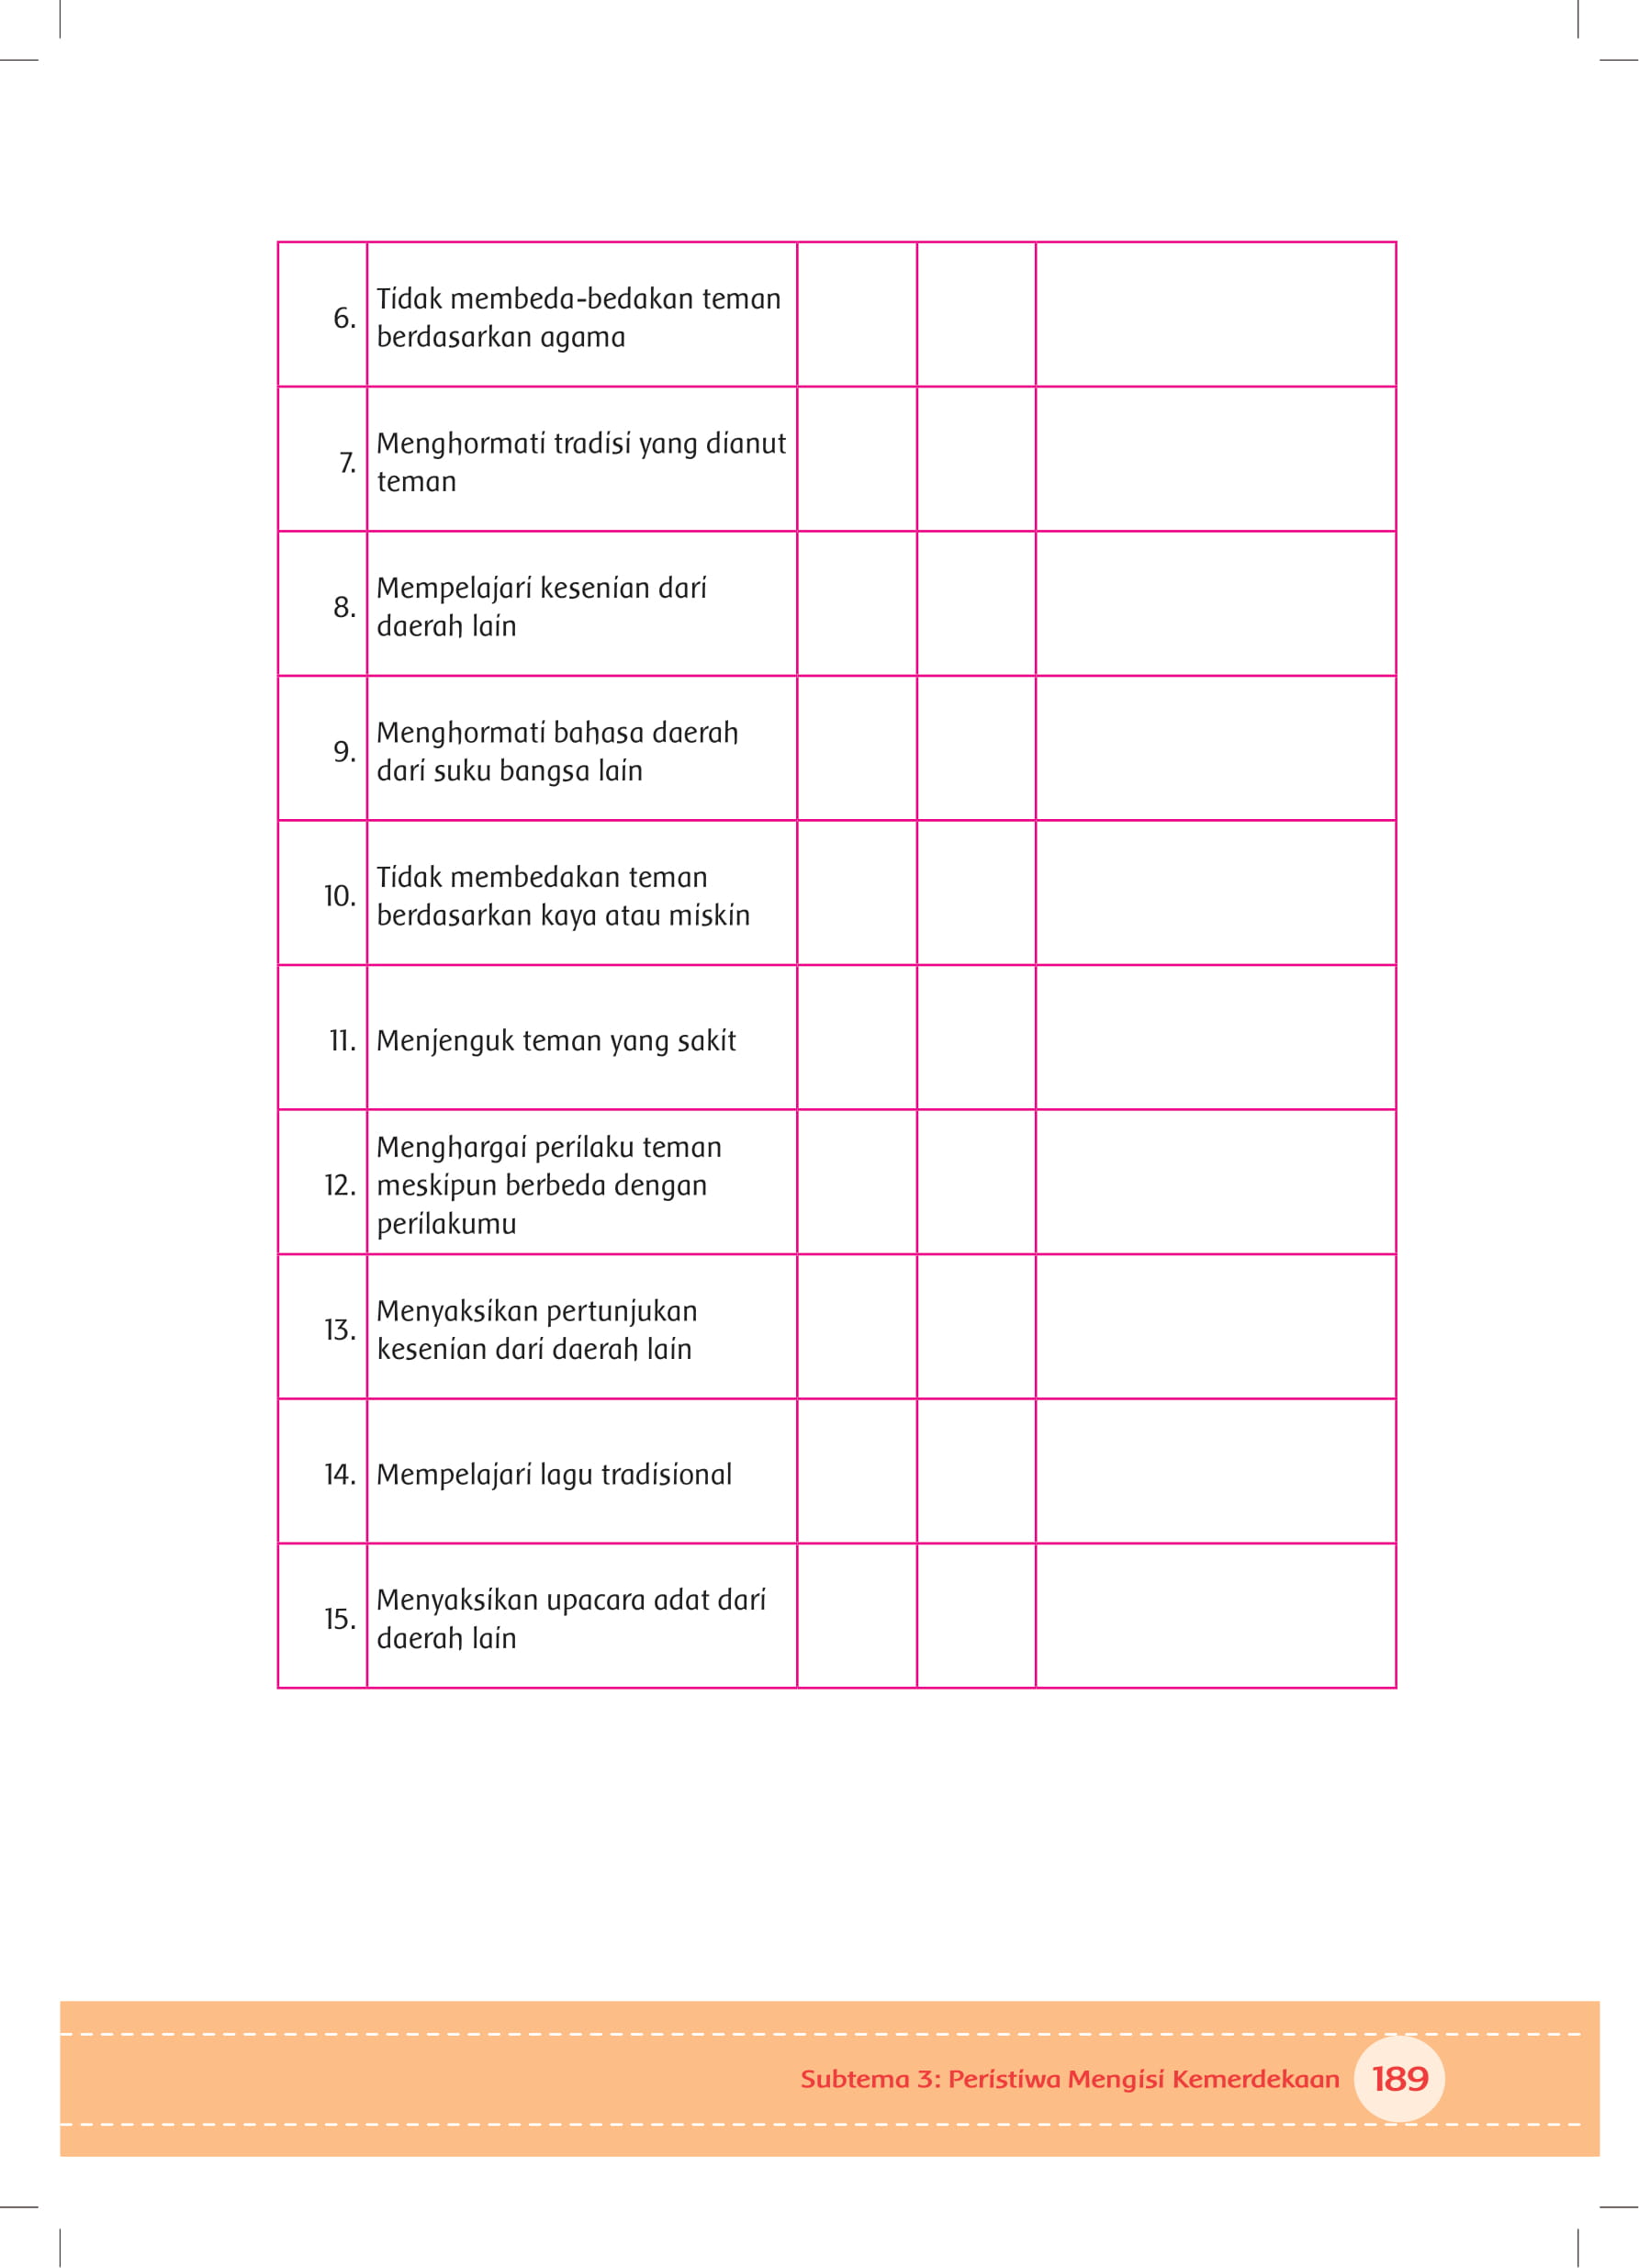 6.
Tidak membeda-bedakan teman
berdasarkan agama
7.
Menghormati tradisi yang dianut
teman
8.
Mempelajari kesenian dari
daerah lain
9.
Menghormati bahasa daerah
dari suku bangsa lain
10.
Tidak membedakan teman
berdasarkan kaya atau miskin
11. Menjenguk teman yang sakit
12.
Menghargai perilaku teman
meskipun berbeda dengan
perilakumu
13.
Menyaksikan pertunjukan
kesenian dari daerah lain
14. Mempelajari lagu tradisional
15.
Menyaksikan upacara adat dari
daerah lain
Subtema 3: Peristiwa Mengisi Kemerdekaan 189